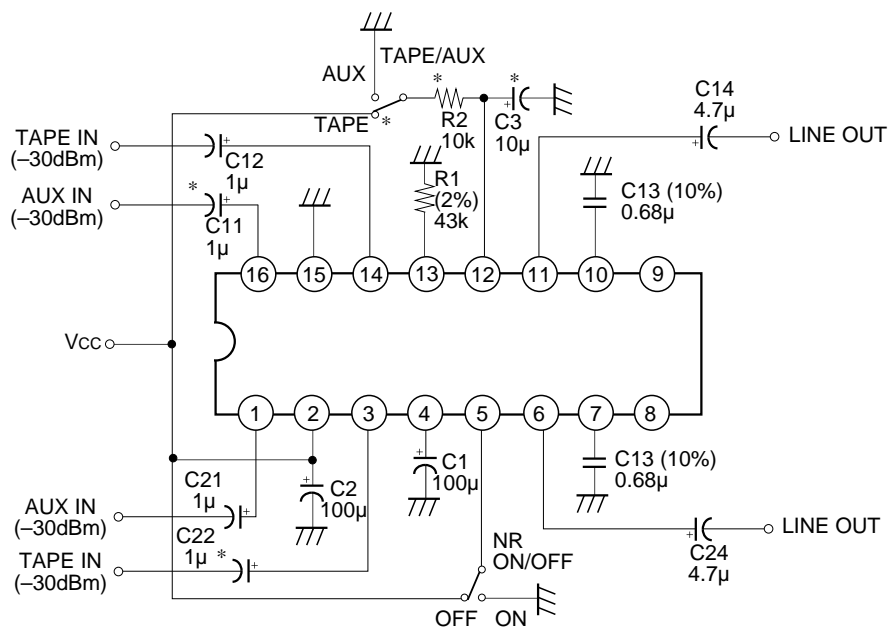 TAPE/AUX
AUX
TAPE *
*
R2
10k
*
+
C3
10μ
C14
4.7μ
+
LINE OUT
TAPE IN
(–30dBm)
+
C12
1μ
AUX IN
(–30dBm)
*
+
C11
1μ
R1
(2%)
43k
C13 (10%)
0.68μ
16
15
14
13
12
11
10
9
VCC
1
2
3
4
5
6
7
8
C21
1μ
+
AUX IN
(–30dBm)
+
C2
100μ
+
C1
100μ
C13 (10%)
0.68μ
C22
1μ
*
+
TAPE IN
(–30dBm)
NR
ON/OFF
OFF
ON
+
C24
4.7μ
LINE OUT